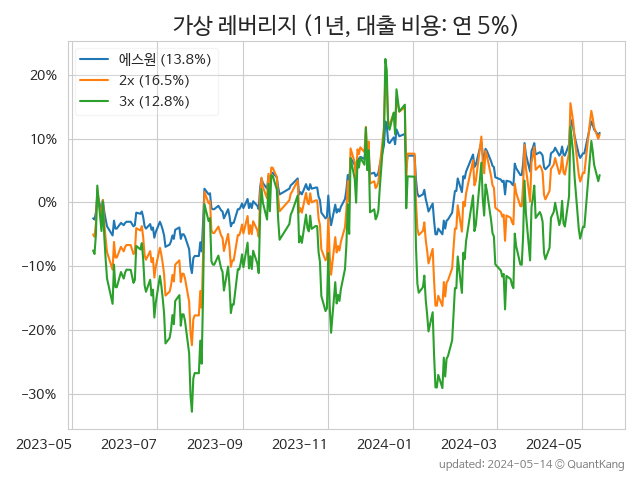 가상 레버리지 (1년, 대출 비용: 연 5%)
에스원 (13.8%)
2x (16.5%)
3x (12.8%)
20%
10%
0%
−10%
−20%
−30%
2023-05 2023-07 2023-09 2023-11 2024-01 2024-03 2024-05
updated: 2024-05-14 © QuantKang